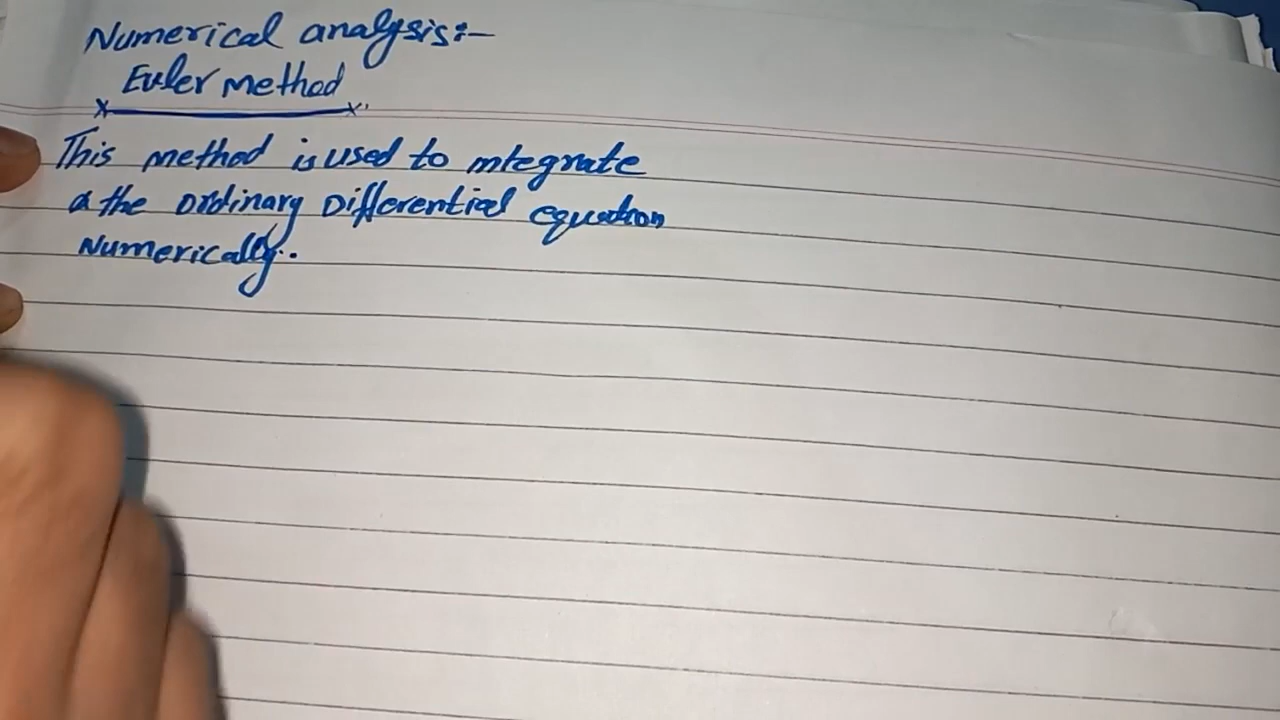 Numerical analysis:-
Euler method
This method is used to integrate
a the ordinary Differential equation
Numerically.